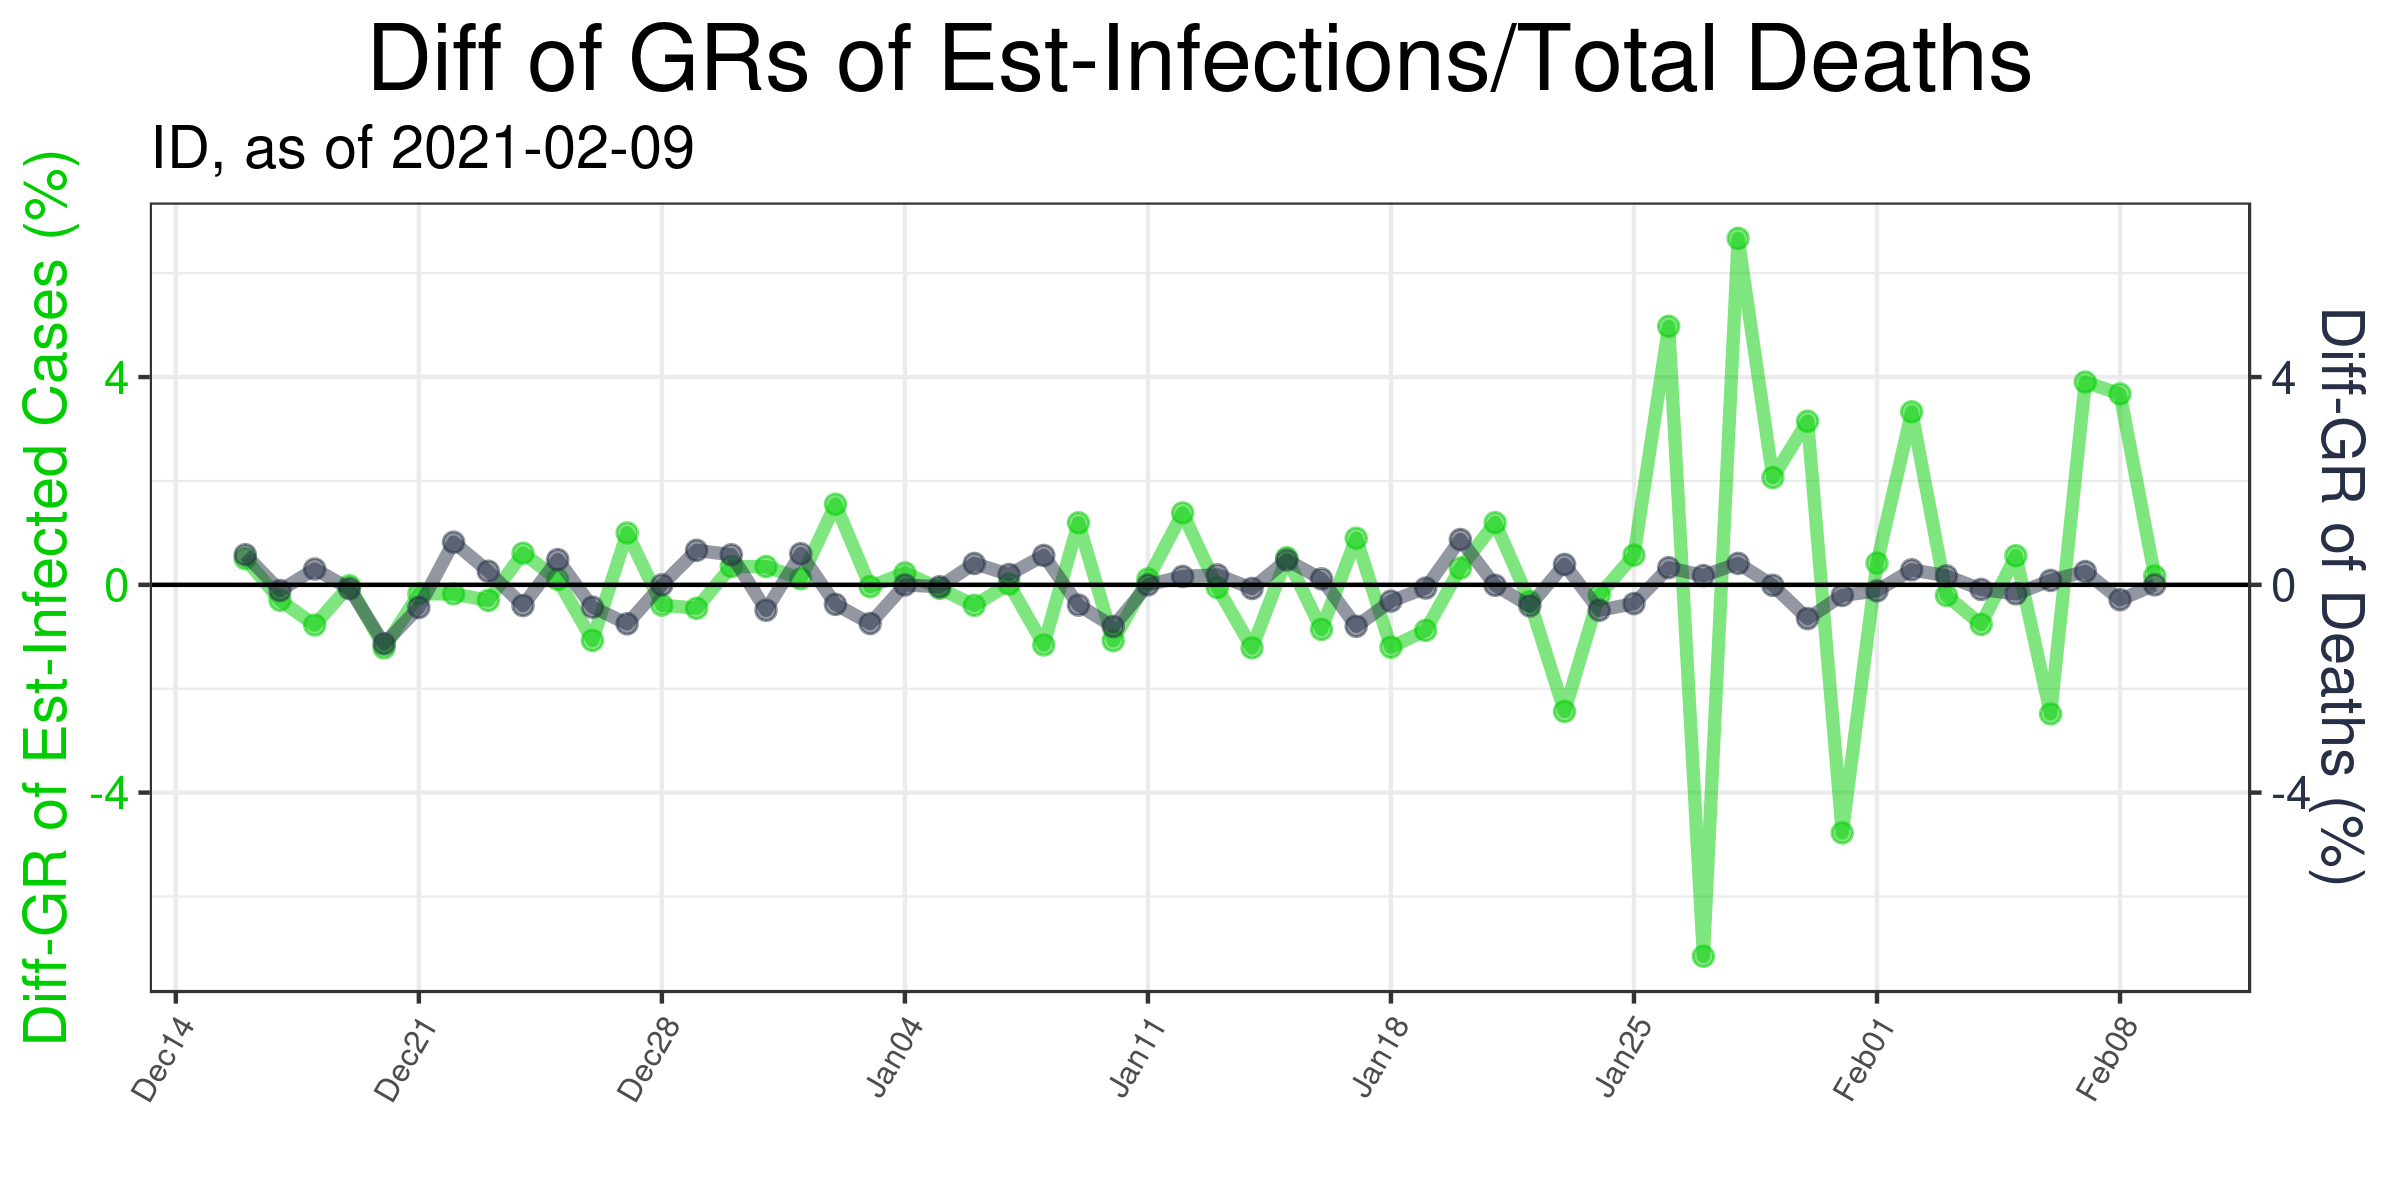 Diff of GRs of Est-Infections/Total Deaths
ID, as of 2021-02-09
Diff-GR of Est-Infected Cases (%)
4
0
-4
4
0
-4
Diff-GR of Deaths (%)
Dec14
Dec21
Dec28
Jan04
Jan11
Jan18
Jan25
Feb01
Feb08